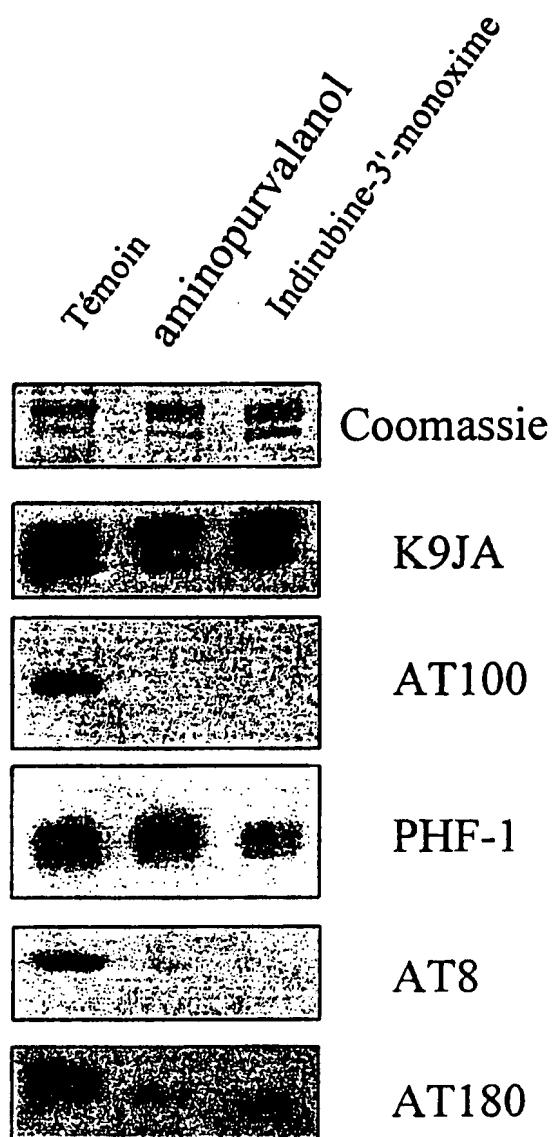 Témoin
aminopurvalanol
Indirubine-3'-monoxime
Coomassie
K9JA
AT100
PHF-1
AT8
AT180